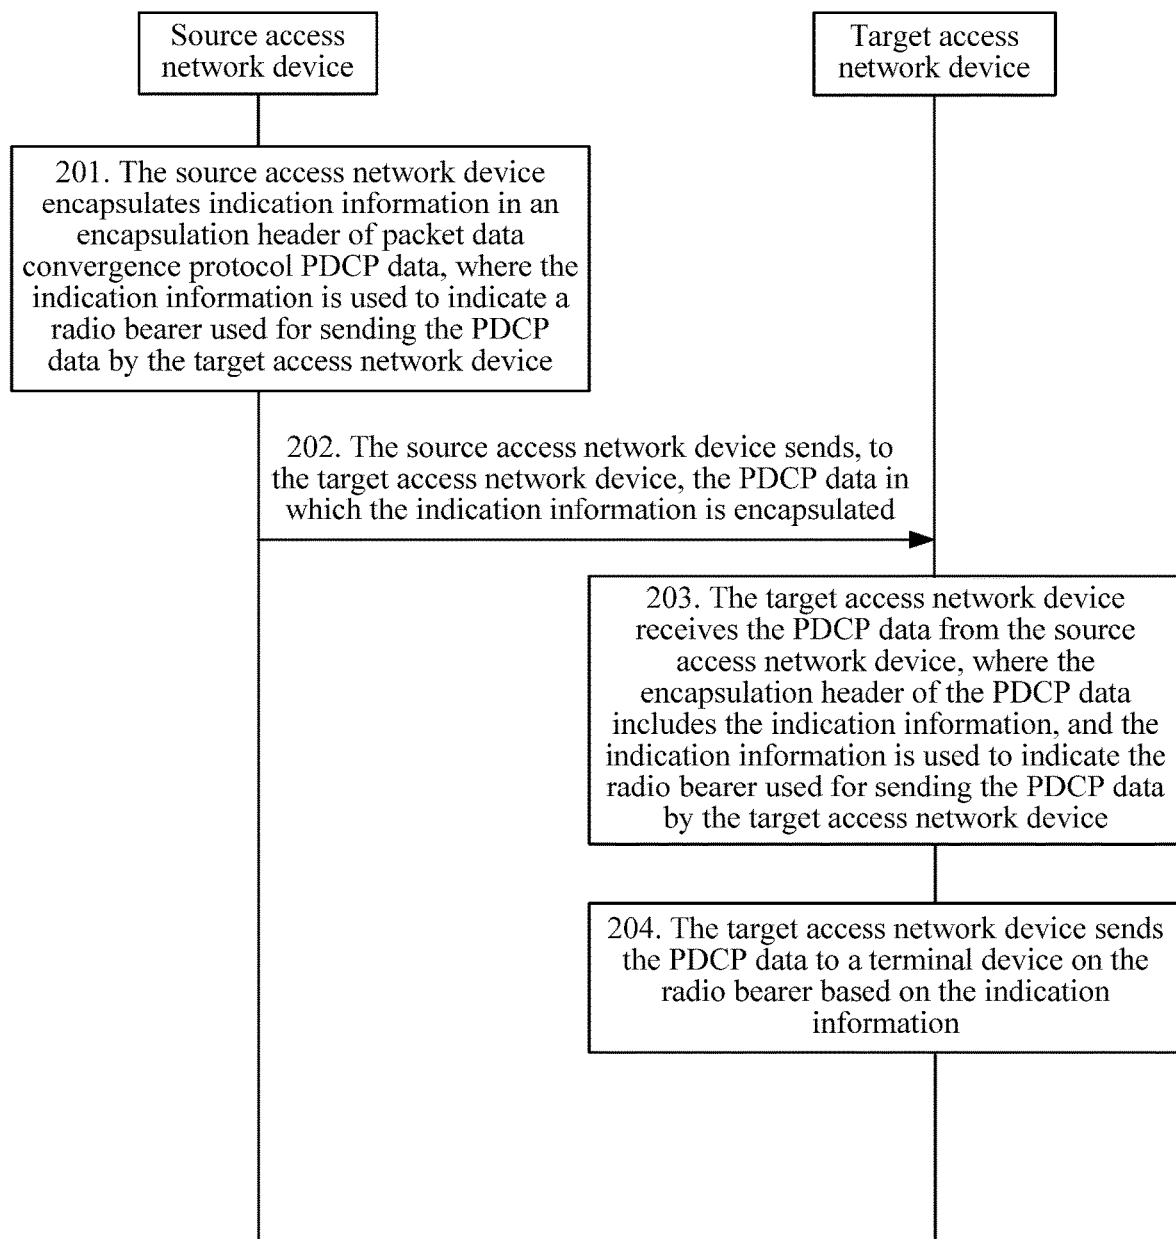 Source access
network device
Target access
network device
201. The source access network device
encapsulates indication information in an
encapsulation header of packet data
convergence protocol PDCP data, where the
indication information is used to indicate a
radio bearer used for sending the PDCP
data by the target access network device
202. The source access network device sends, to
the target access network device, the PDCP data in
which the indication information is encapsulated
203. The target access network device
receives the PDCP data from the source
access network device, where the
encapsulation header of the PDCP data
includes the indication information, and the
indication information is used to indicate the
radio bearer used for sending the PDCP data
by the target access network device
204. The target access network device sends
the PDCP data to a terminal device on the
radio bearer based on the indication
information